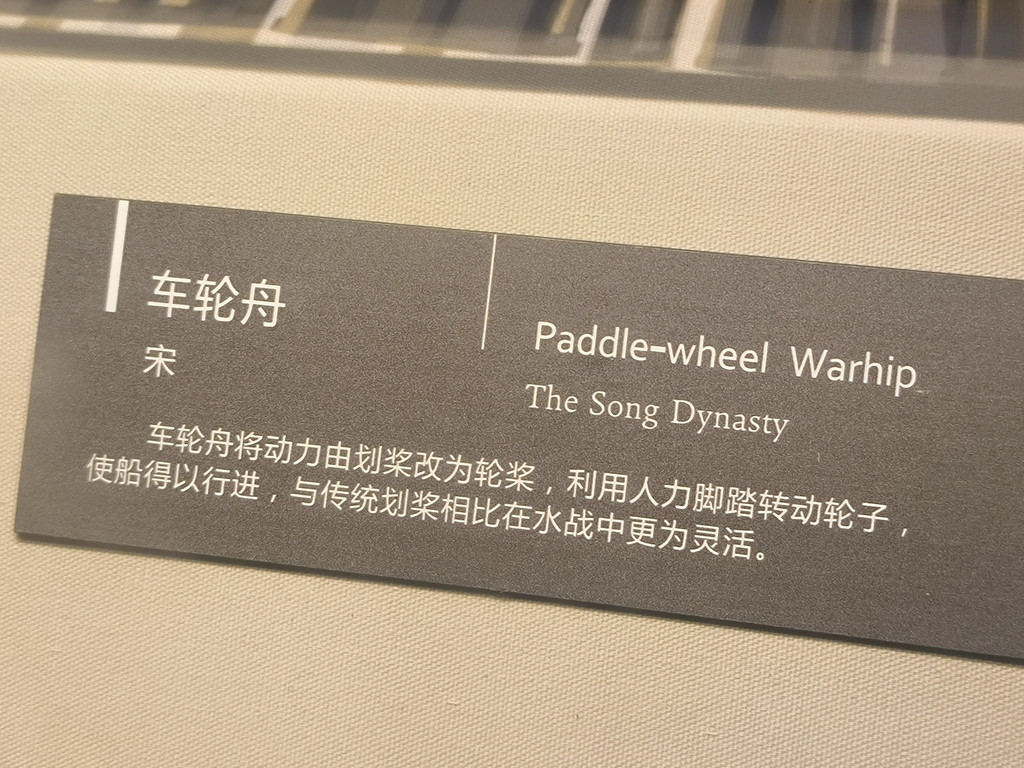 车轮舟
宋
Paddle-wheel Warhip
The Song Dynasty
车轮舟将动力由划桨改为轮桨，利用人力脚踏转动轮子，
使船得以行进，与传统划桨相比在水战中更为灵活。